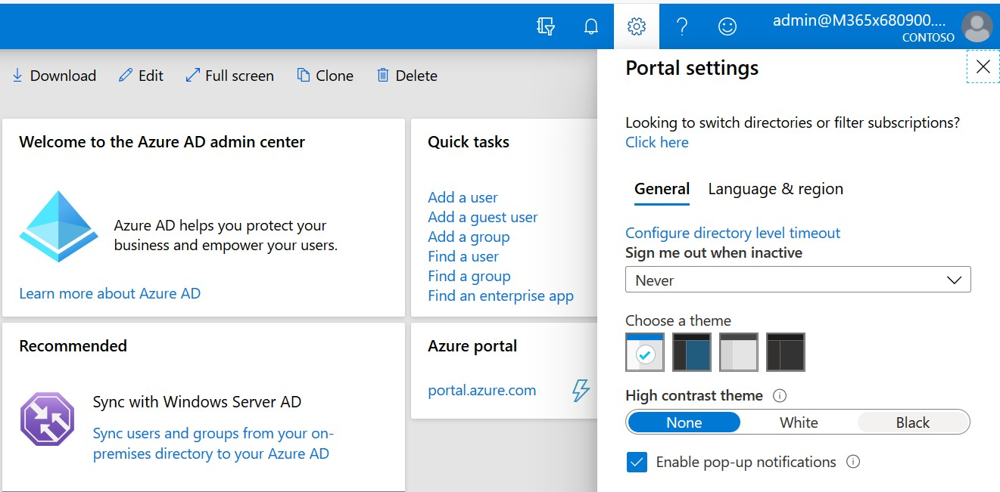 admin@M365x680900....
CONTOSO
Download
Edit
Full screen
Clone
Delete
Welcome to the Azure AD admin center
Azure AD helps you protect your
business and empower your users.
Learn more about Azure AD
Quick tasks
Add a user
Add a guest user
Add a group
Find a user
Find a group
Find an enterprise app
Recommended
Sync with Windows Server AD
Sync users and groups from your on-
premises directory to your Azure AD
Azure portal
portal.azure.com
Portal settings
Looking to switch directories or filter subscriptions?
Click here
General
Language & region
Configure directory level timeout
Sign me out when inactive
Never
Choose a theme
High contrast theme
None
White
Black
Enable pop-up notifications